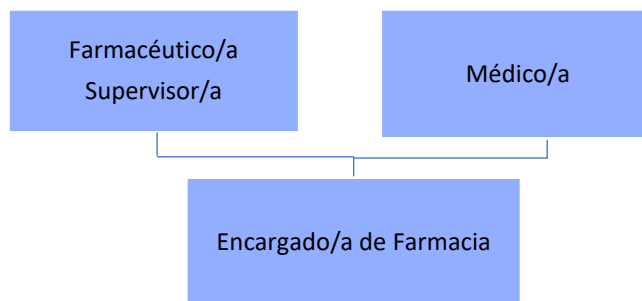 Farmacéutico/a
Supervisor/a
Médico/a
Encargado/a de Farmacia